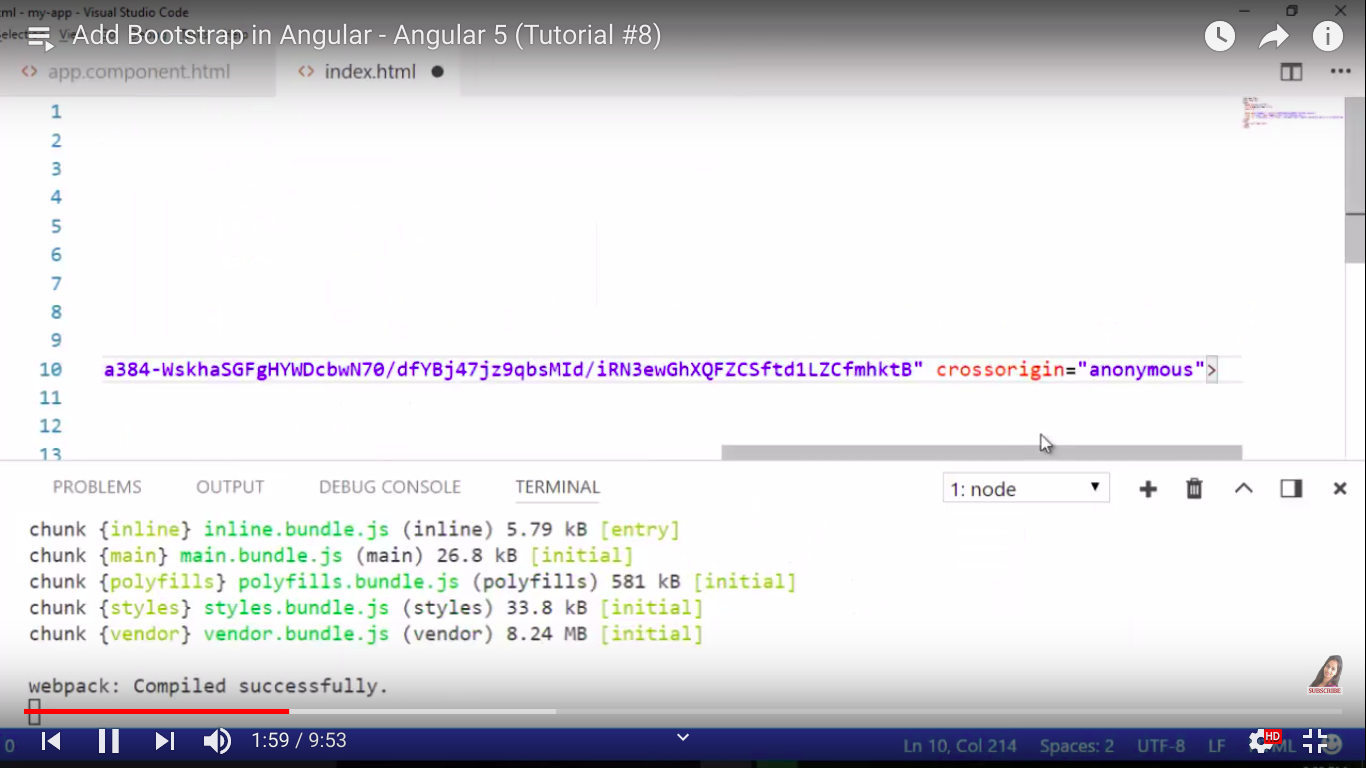 ml - my-app - Visual Studio Code
Add Bootstrap in Angular - Angular 5 (Tutorial #8)
app.component.html
index.html
1
2
3
4
5
6
7
8
9
10 a384-WskhaSGFgHYWDcbwN70/dfYBj47jz9qbsMId/iRN3ewGhXQFZCSftd1LZCfmhktB" crossorigin="anonymous">
11
12
13
PROBLEMS OUTPUT DEBUG CONSOLE TERMINAL 1: node
chunk {inline} inline.bundle.js (inline) 5.79 kB [entry]
chunk {main} main.bundle.js (main) 26.8 kB [initial]
chunk {polyfills} polyfills.bundle.js (polyfills) 581 kB [initial]
chunk {styles} styles.bundle.js (styles) 33.8 kB [initial]
chunk {vendor} vendor.bundle.js (vendor) 8.24 MB [initial]
webpack: Compiled successfully.
SUBSCRIBE
0 1:59 / 9:53 Ln 10, Col 214 Spaces: 2 UTF-8 LF HD